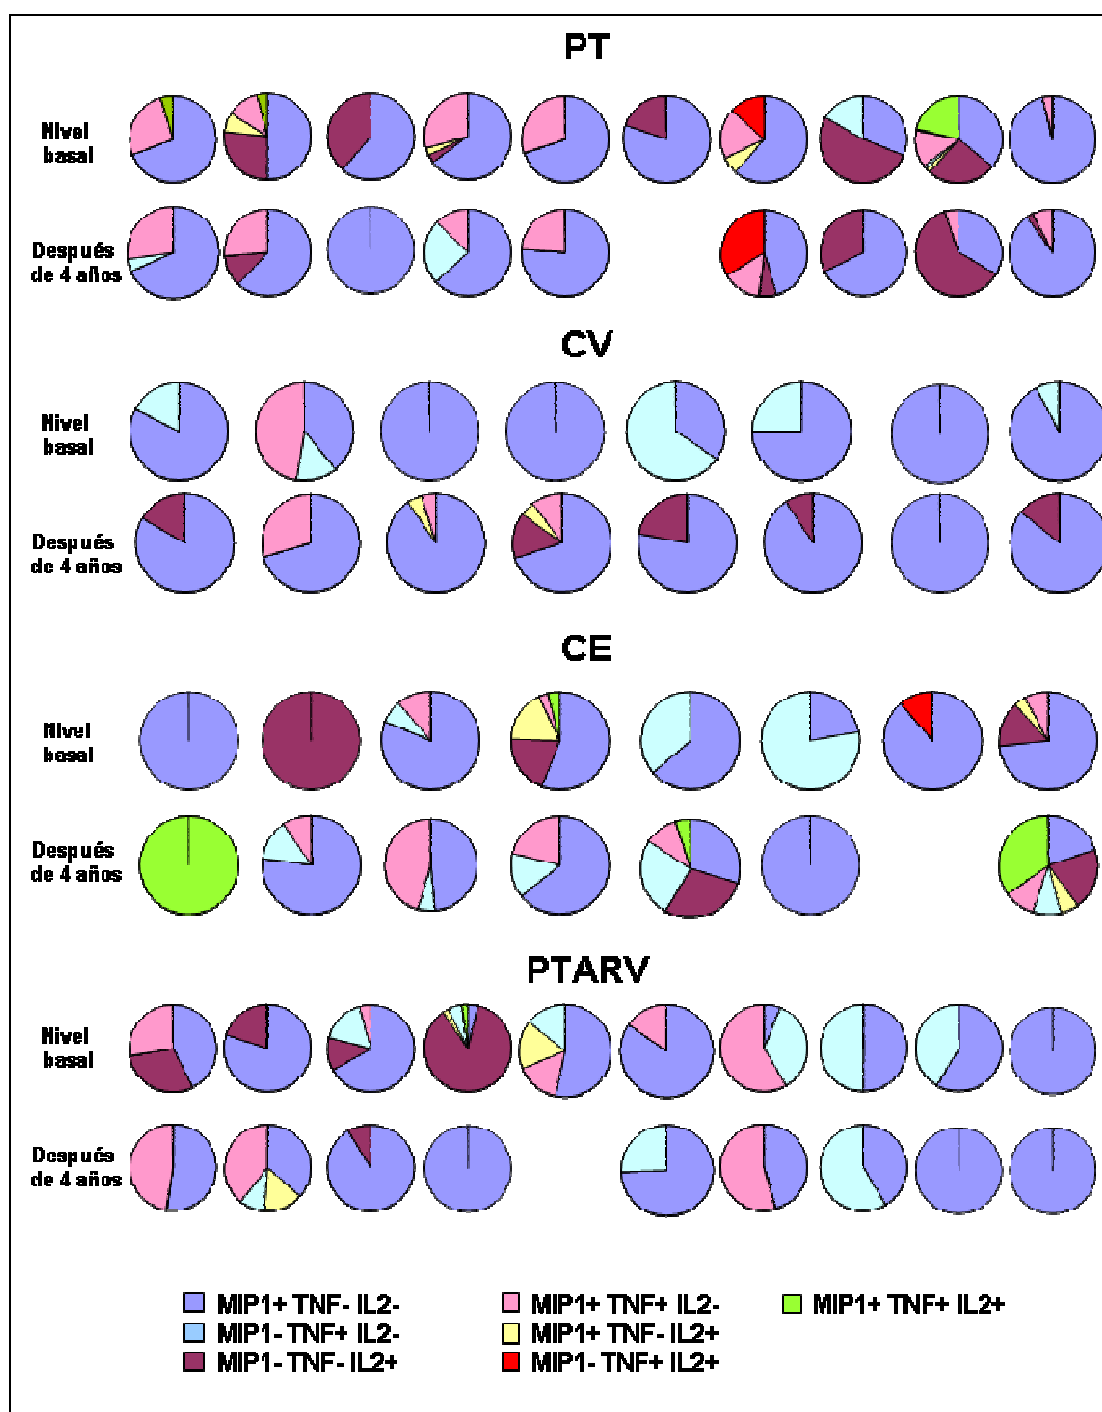 PT
Nivel
basal
Después
de 4 años
CV
Nivel
basal
Después
de 4 años
CE
Nivel
basal
Después
de 4 años
PTARV
Nivel
basal
Después
de 4 años
MIP1+ TNF- IL2-
MIP1+ TNF+ IL2-
MIP1+ TNF+ IL2+
MIP1- TNF+ IL2-
MIP1+ TNF- IL2+
MIP1- TNF- IL2+
MIP1- TNF+ IL2+